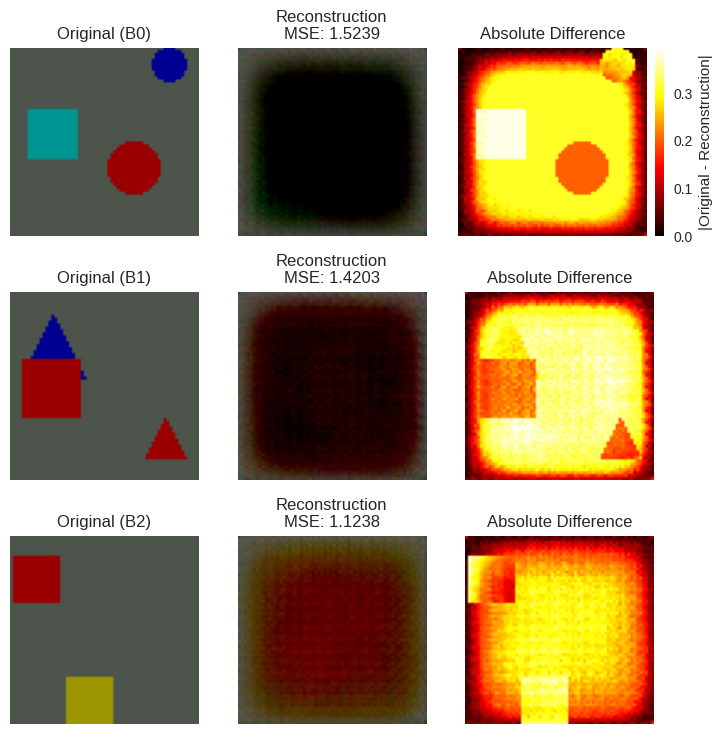 Original (B0)
Reconstruction
MSE: 1.5239
Absolute Difference
0.3
0.2
0.1
0.0
|Original - Reconstruction|
Original (B1)
Reconstruction
MSE: 1.4203
Absolute Difference
Original (B2)
Reconstruction
MSE: 1.1238
Absolute Difference